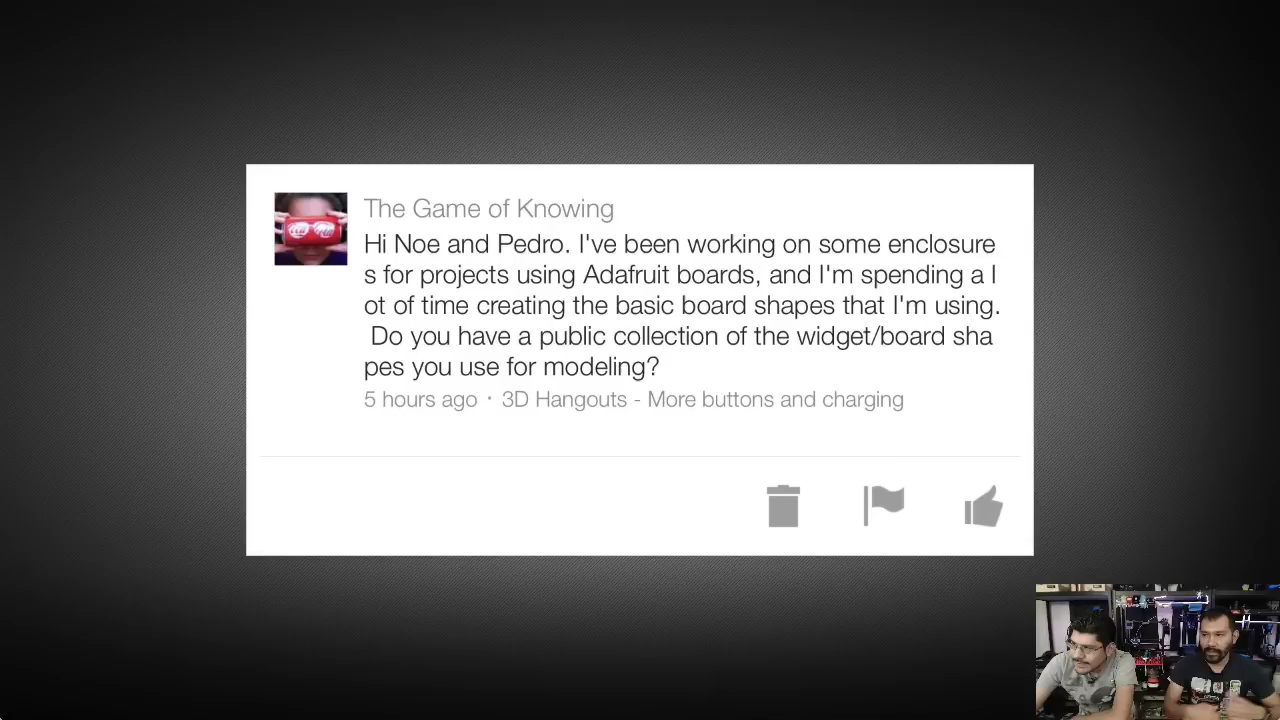 The Game of Knowing
Hi Noe and Pedro. I've been working on some enclosure
s for projects using Adafruit boards, and I'm spending a l
ot of time creating the basic board shapes that I'm using.
Do you have a public collection of the widget/board sha
pes you use for modeling?
5 hours ago · 3D Hangouts - More buttons and charging